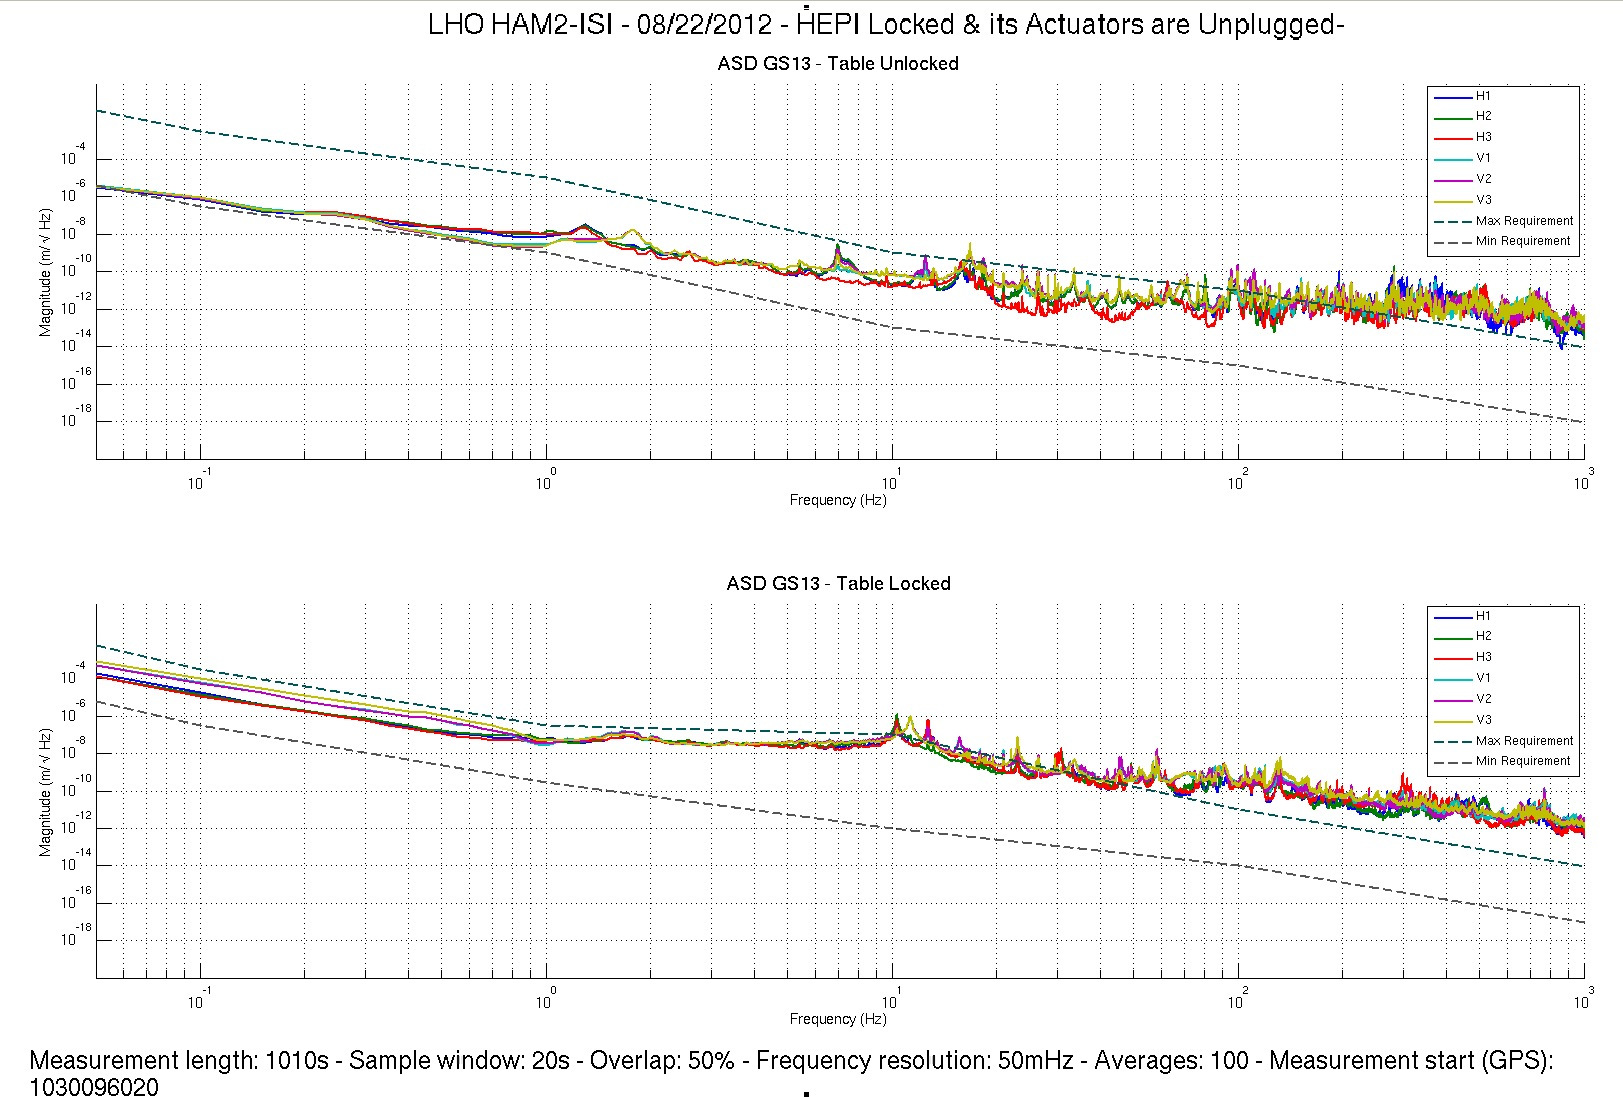 LHO HAM2-ISI - 08/22/2012 - HEPI Locked & its Actuators are Unplugged-
ASD GS13 - Table Unlocked
Magnitude (m/√Hz)
10^-4
10^-6
10^-8
10^-10
10^-12
10^-14
10^-16
10^-18
H1
H2
H3
V1
V2
V3
Max Requirement
Min Requirement
10^-1 10^0 10^1 10^2 10^3
Frequency (Hz)
ASD GS13 - Table Locked
Magnitude (m/√Hz)
10^-4
10^-6
10^-8
10^-10
10^-12
10^-14
10^-16
10^-18
H1
H2
H3
V1
V2
V3
Max Requirement
Min Requirement
10^-1 10^0 10^1 10^2 10^3
Frequency (Hz)
Measurement length: 1010s - Sample window: 20s - Overlap: 50% - Frequency resolution: 50mHz - Averages: 100 - Measurement start (GPS):
1030096020